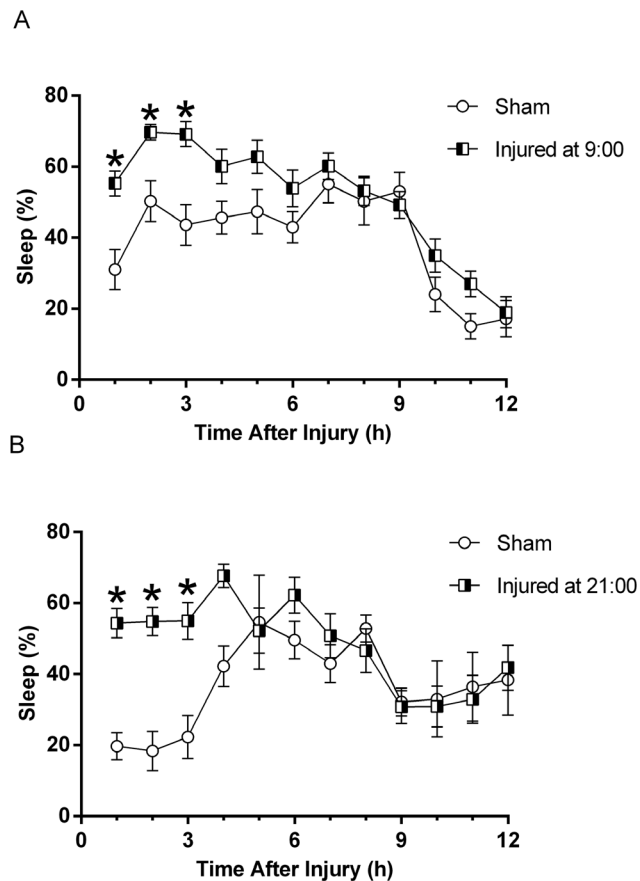 A
80
60
40
20
0
Sleep (%)
* * *
Sham
Injured at 9:00
0 3 6 9 12
Time After Injury (h)
B
80
60
40
20
0
Sleep (%)
* * *
Sham
Injured at 21:00
0 3 6 9 12
Time After Injury (h)